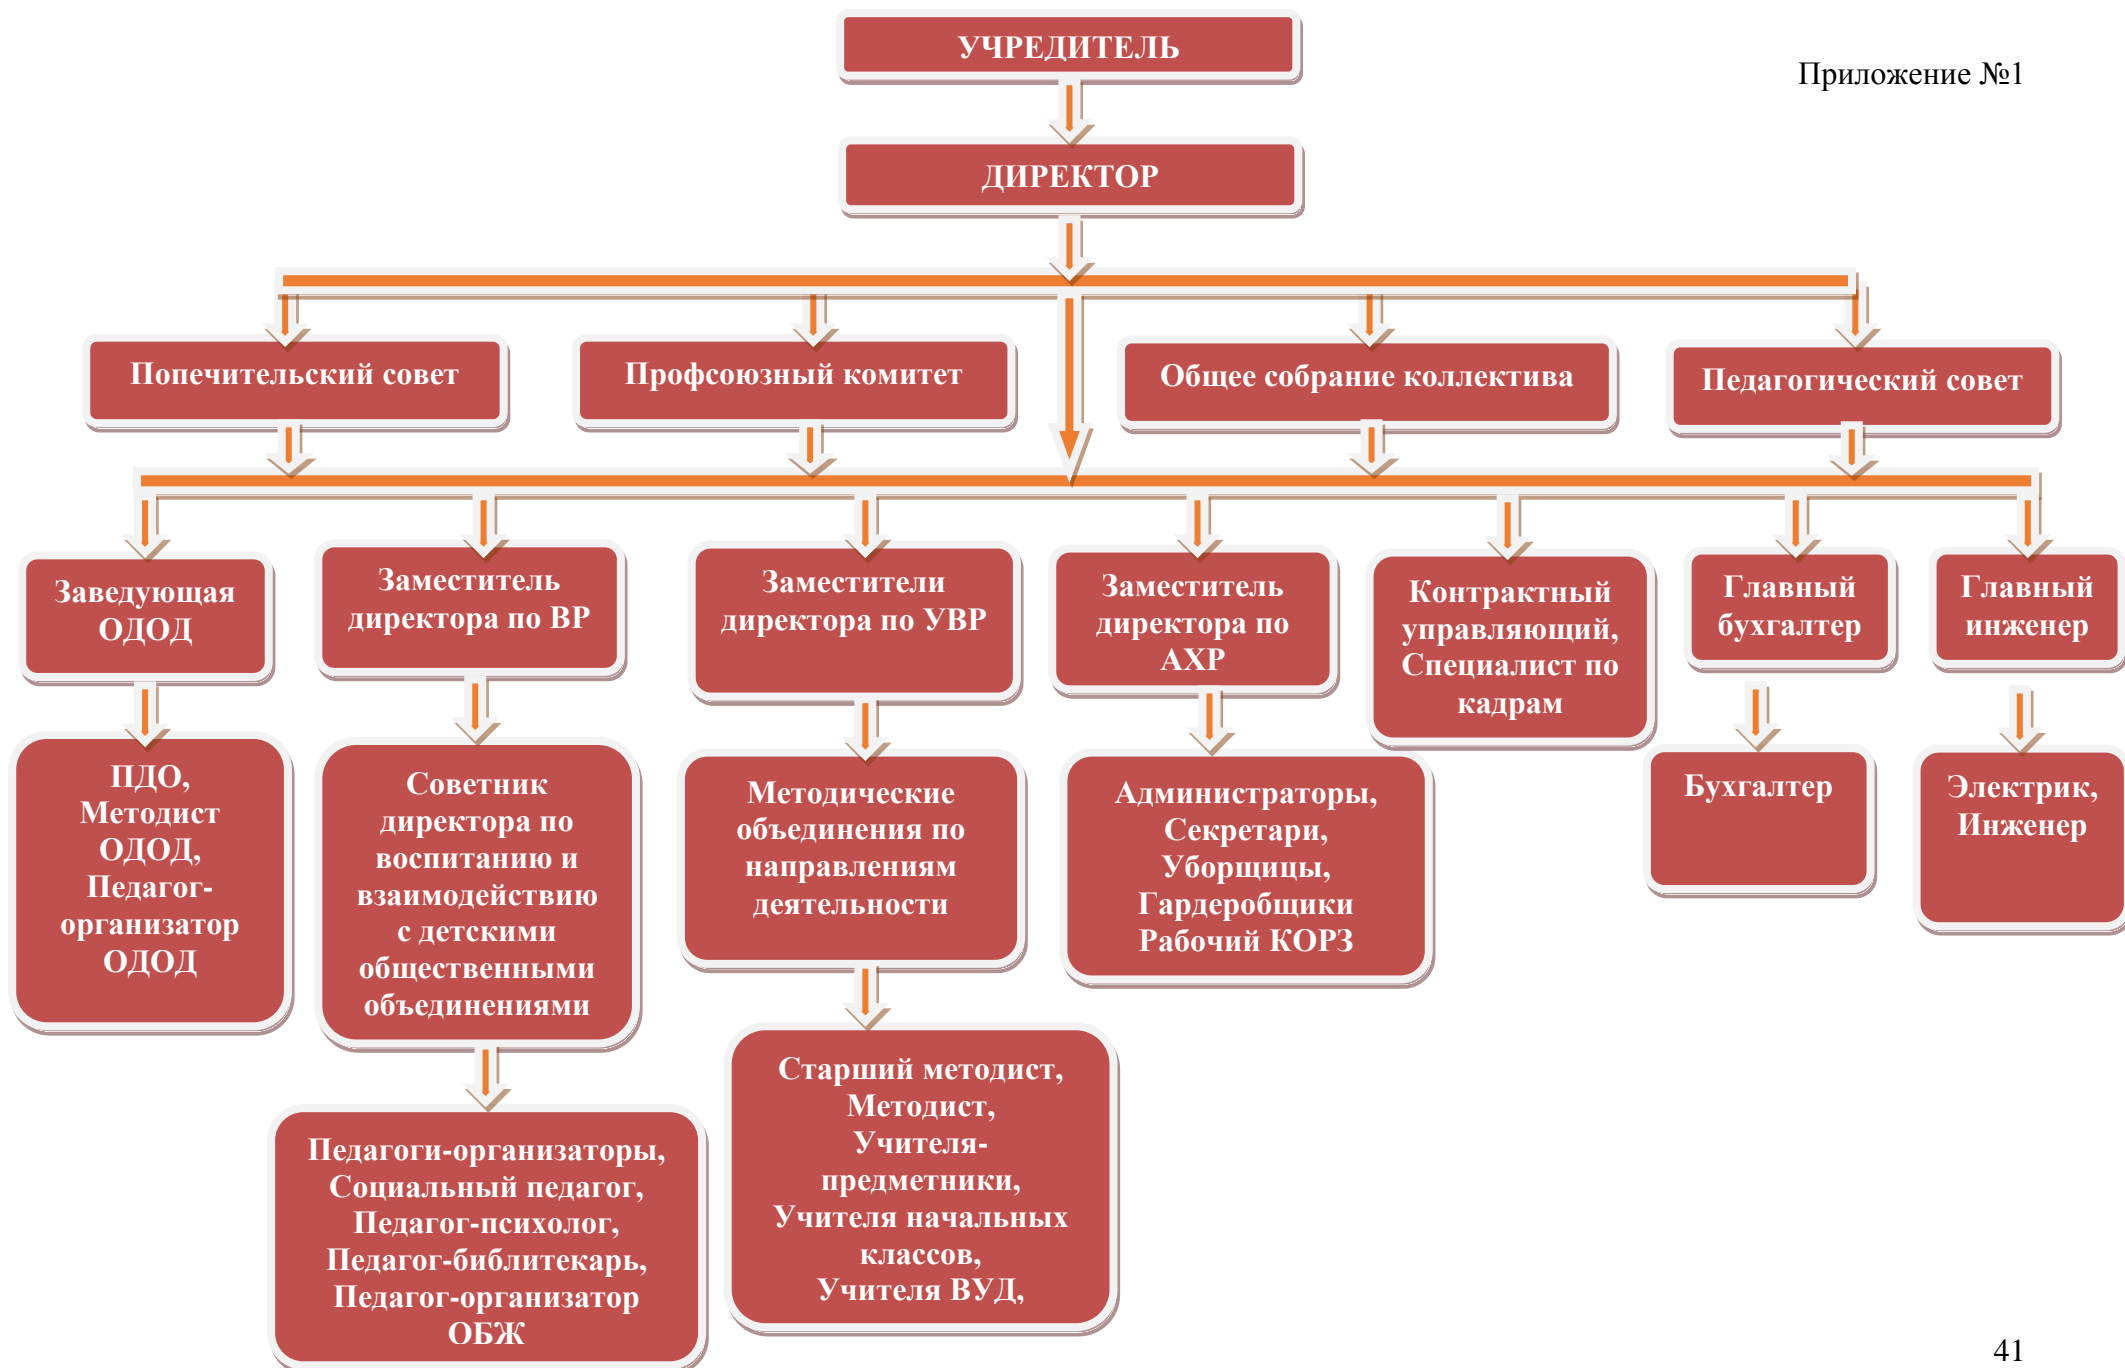 УЧРЕДИТЕЛЬ
Приложение №1
ДИРЕКТОР
Попечительский совет
Профсоюзный комитет
Общее собрание коллектива
Педагогический совет
Заведующая
ОДОД
Заместитель
директора по ВР
Заместители
директора по УВР
Заместитель
директора по
АХР
Контрактный
управляющий,
Специалист по
кадрам
Главный
бухгалтер
Главный
инженер
ПДО,
Методист
ОДОД,
Педагог-
организатор
ОДОД
Советник
директора по
воспитанию и
взаимодействию
с детскими
общественными
объединениями
Методические
объединения по
направлениям
деятельности
Администраторы,
Секретари,
Уборщицы,
Гардеробщики
Рабочий КОРЗ
Бухгалтер
Электрик,
Инженер
Педагоги-организаторы,
Социальный педагог,
Педагог-психолог,
Педагог-библитекарь,
Педагог-организатор
ОБЖ
Старший методист,
Методист,
Учителя-
предметники,
Учителя начальных
классов,
Учителя ВУД,
41